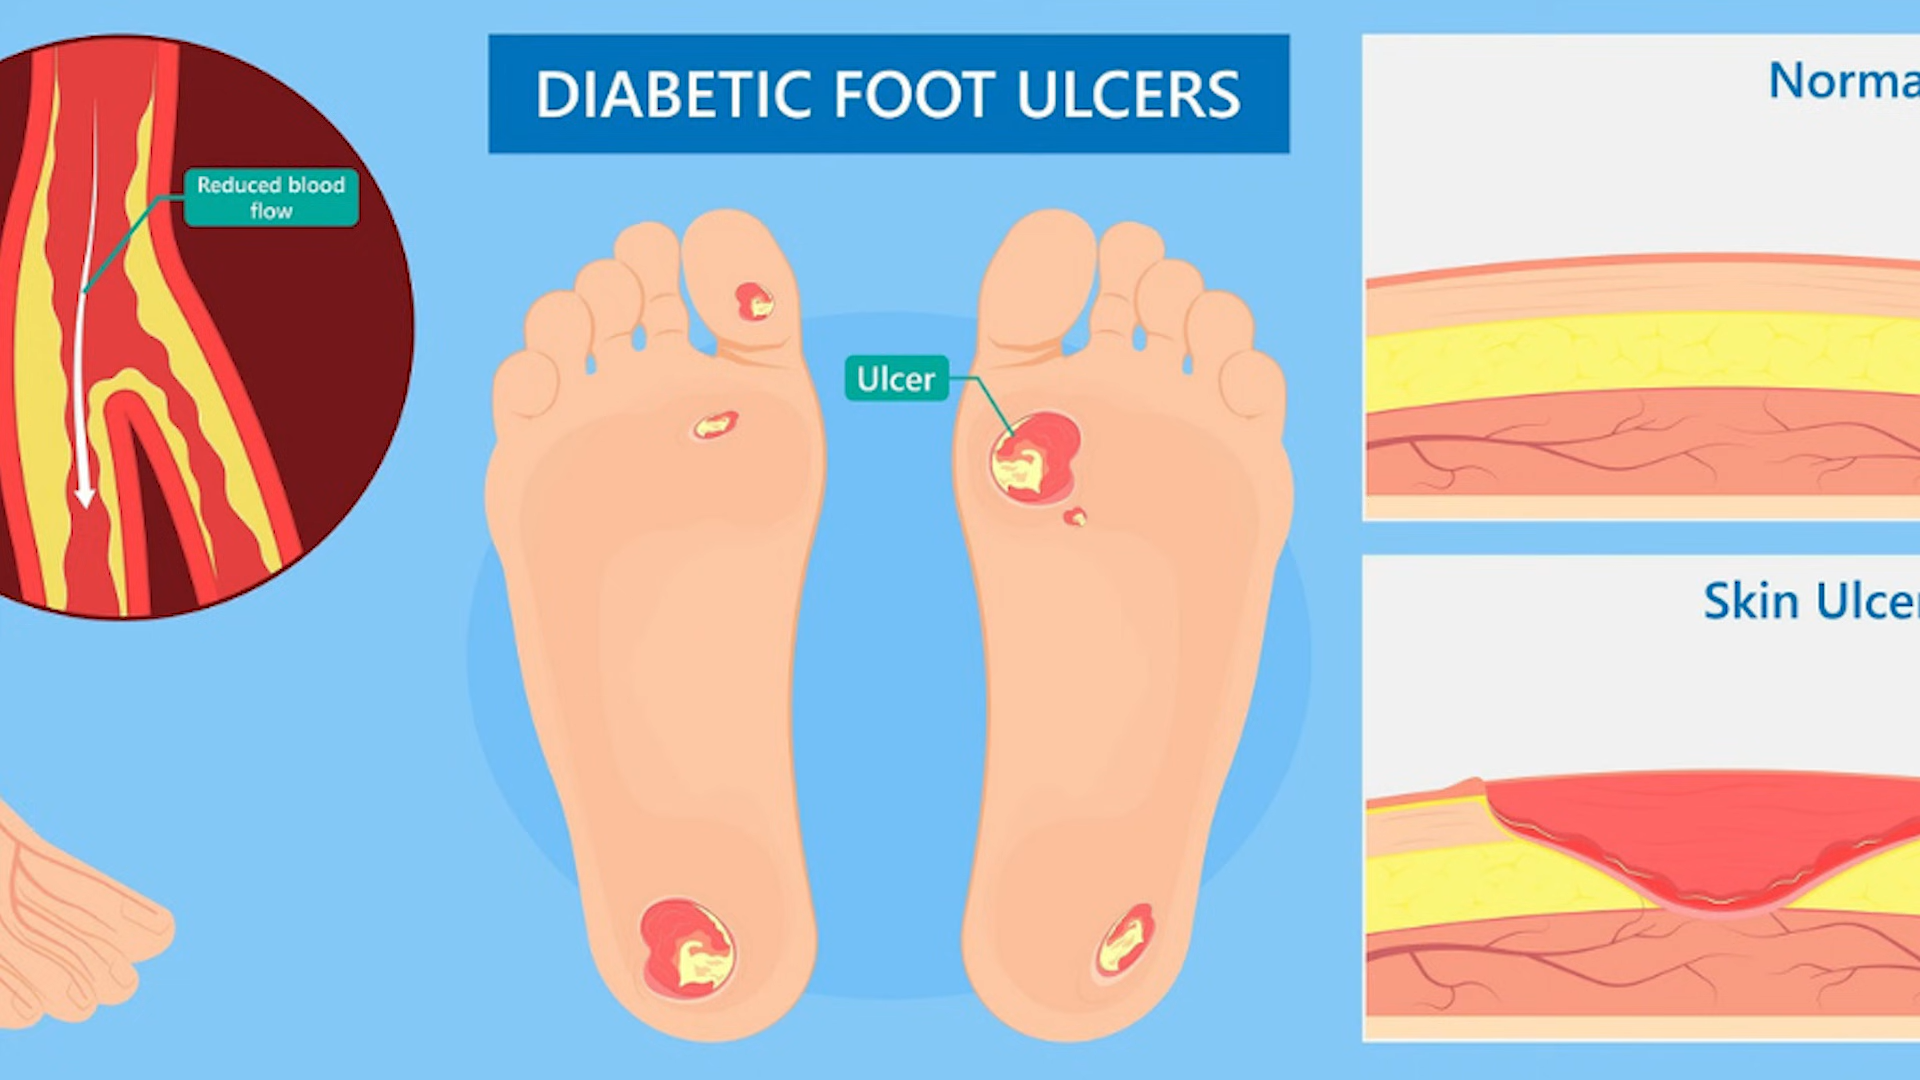 DIABETIC FOOT ULCERS
Reduced blood
flow
Ulcer
Norma
Skin Ulce